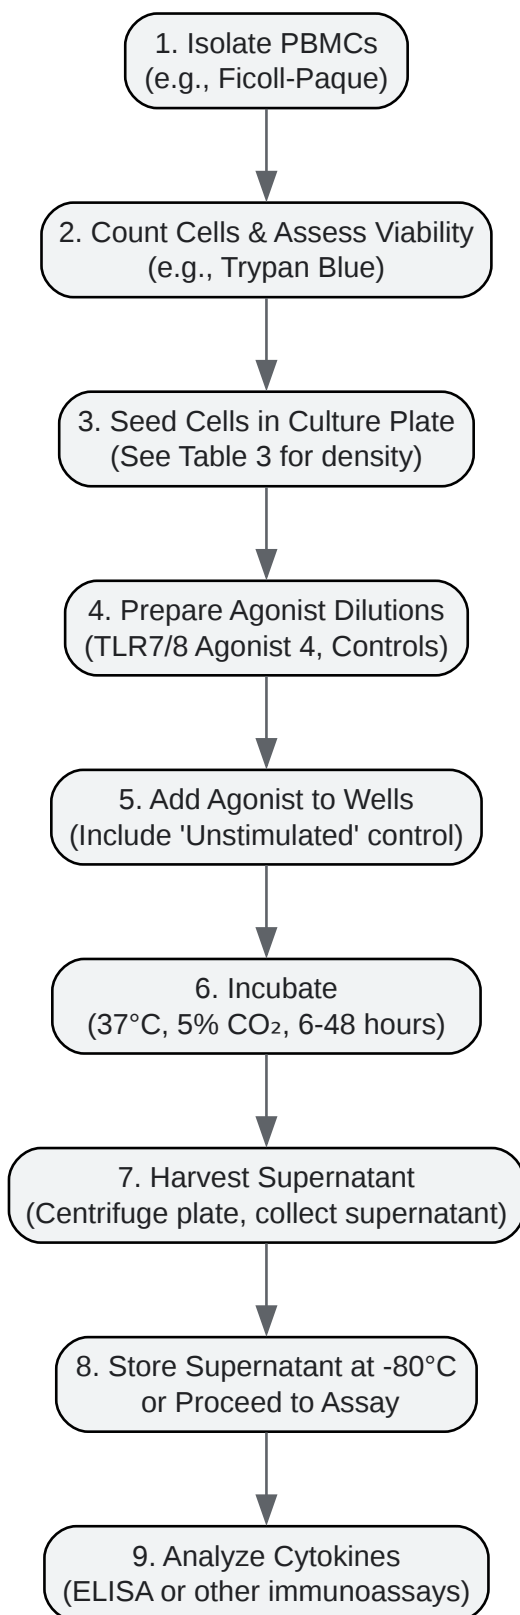 1. Isolate PBMCs
(e.g., Ficoll-Paque)
2. Count Cells & Assess Viability
(e.g., Trypan Blue)
3. Seed Cells in Culture Plate
(See Table 3 for density)
4. Prepare Agonist Dilutions
(TLR7/8 Agonist 4, Controls)
5. Add Agonist to Wells
(Include 'Unstimulated' control)
6. Incubate
(37°C, 5% CO₂, 6-48 hours)
7. Harvest Supernatant
(Centrifuge plate, collect supernatant)
8. Store Supernatant at -80°C
or Proceed to Assay
9. Analyze Cytokines
(ELISA or other immunoassays)